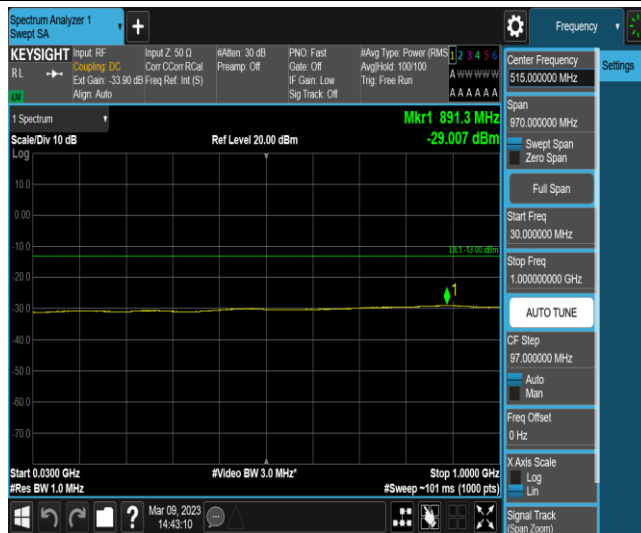 Spectrum Analyzer 1
Swept SA
+
Frequency
KEYSIGHT
RL
Input: RF
Coupling: DC
Ext Gain: -33.90 dB
Align: Auto
Input Z: 50 Ω
Corr CCorr RCal
Freq Ref: Int (S)
#Atten: 30 dB
Preamp: Off
PNO: Fast
Gate: Off
IF Gain: Low
Sig Track: Off
#Avg Type: Power (RMS
Avg|Hold: 100/100
Trig: Free Run
1 2 3 4 5 6
A W W W W W
A A A A A A
1 Spectrum
Scale/Div 10 dB
Log
Ref Level 20.00 dBm
Mkr1 891.3 MHz
-29.007 dBm
10.0
0.00
DL1 -13.00 dBm
-10.0
-20.0
1
-30.0
-40.0
-50.0
-60.0
-70.0
Start 0.0300 GHz
#Res BW 1.0 MHz
#Video BW 3.0 MHz*
Stop 1.0000 GHz
#Sweep ~101 ms (1000 pts)
Center Frequency
515.000000 MHz
Span
970.000000 MHz
Swept Span
Zero Span
Full Span
Start Freq
30.000000 MHz
Stop Freq
1.000000000 GHz
AUTO TUNE
CF Step
97.000000 MHz
Auto
Man
Freq Offset
0 Hz
X Axis Scale
Log
Lin
Signal Track
(Span Zoom)
Settings
?
Mar 09, 2023
14:43:10